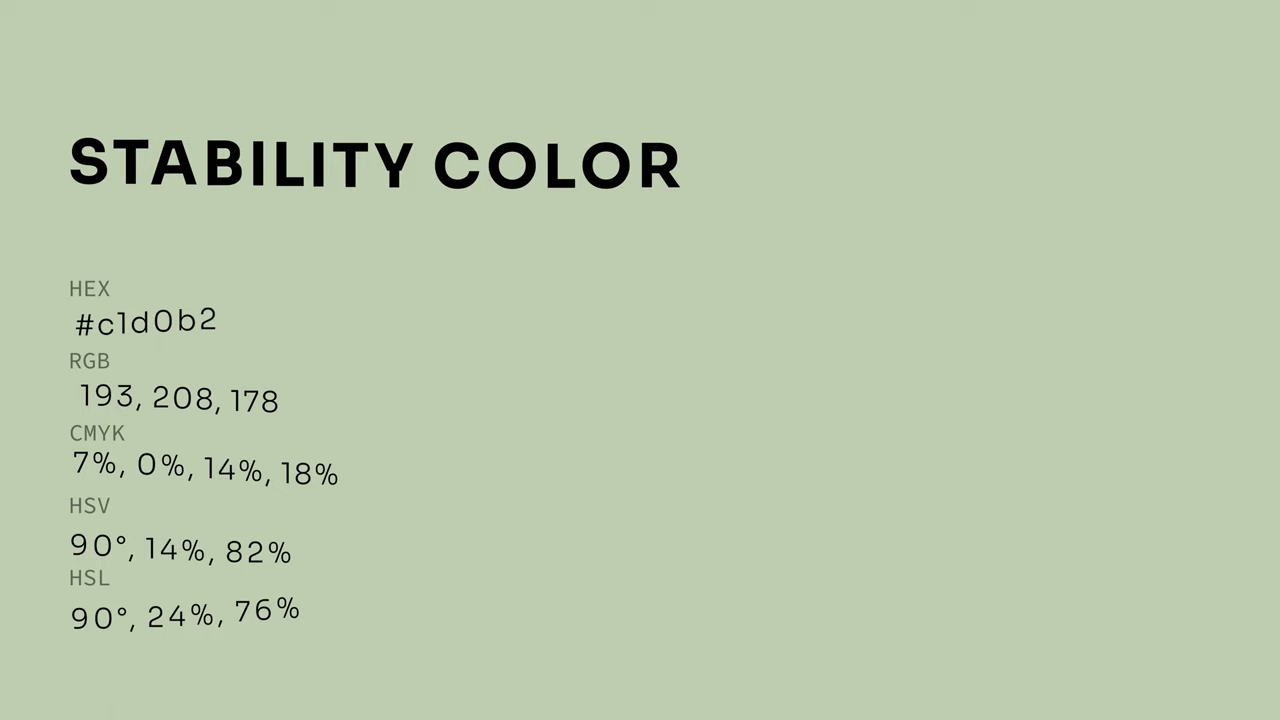 STABILITY COLOR
HEX
#c1d0b2
RGB
193, 208, 178
CMYK
7%, 0%, 14%, 18%
HSV
90°, 14%, 82%
HSL
90°, 24%, 76%